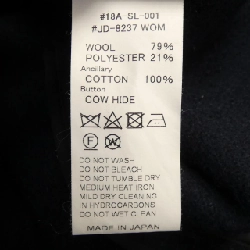 #18A SL-001
#JD-8237 WOM
WOOL 79%
POLYESTER 21%
Ancillary
COTTON 100%
Button
COW HIDE
F W
DO NOT WASH
DO NOT BLEACH
DO NOT TUMBLE DRY
MEDIUM HEAT IRON
MILD DRY CLEANING
IN HYDROCARBONS
DO NOT WET CLEAN
MADE IN JAPAN